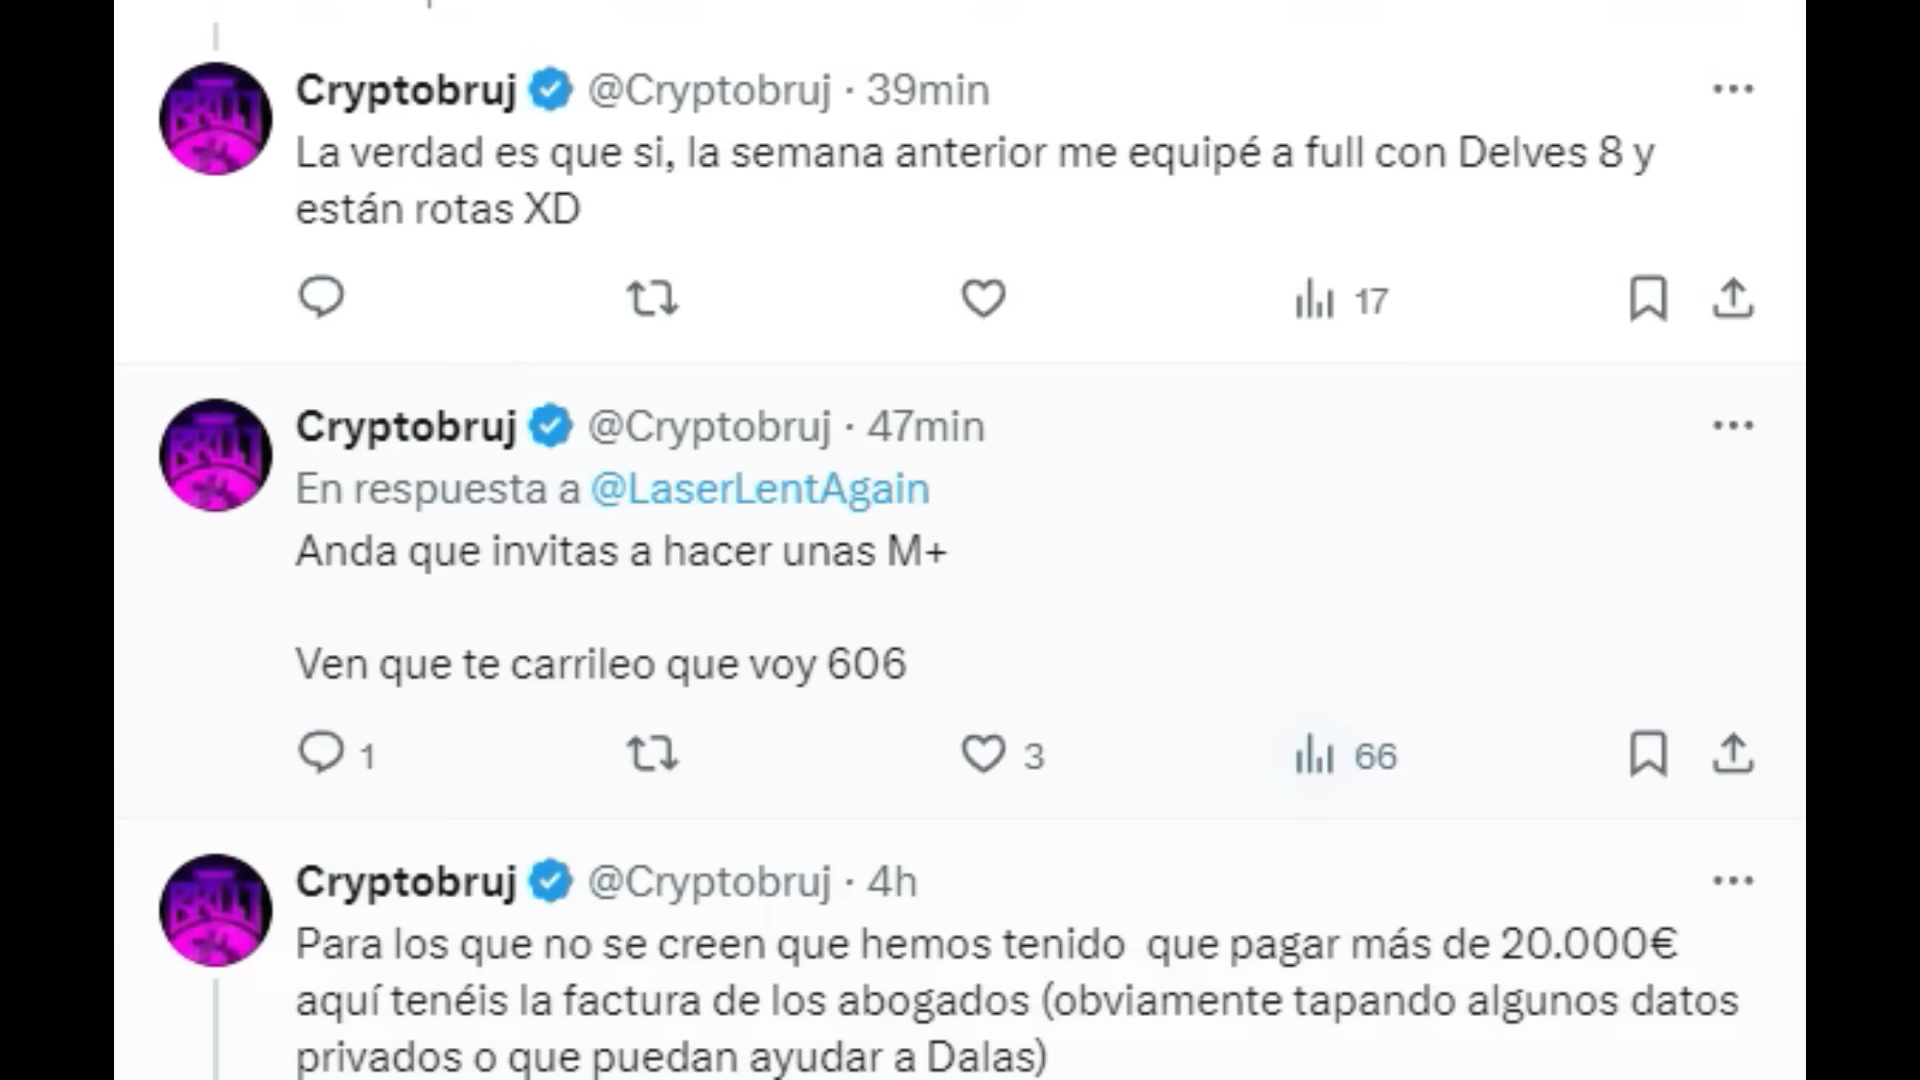 Cryptobruj @Cryptobruj · 39min
La verdad es que si, la semana anterior me equipé a full con Delves 8 y
están rotas XD
17
Cryptobruj @Cryptobruj · 47min
En respuesta a @LaserLentAgain
Anda que invitas a hacer unas M+
Ven que te carrileo que voy 606
1 3 66
Cryptobruj @Cryptobruj · 4h
Para los que no se creen que hemos tenido  que pagar más de 20.000€
aquí tenéis la factura de los abogados (obviamente tapando algunos datos
privados o que puedan ayudar a Dalas)